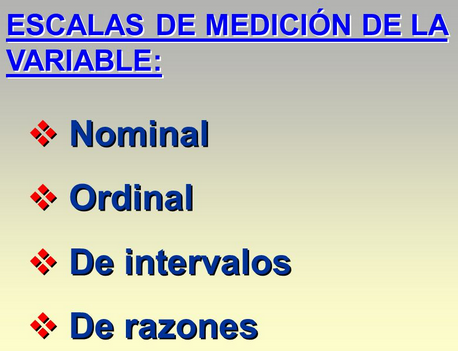 ESCALAS DE MEDICIÓN DE LA
VARIABLE:
Nominal
Ordinal
De intervalos
De razones